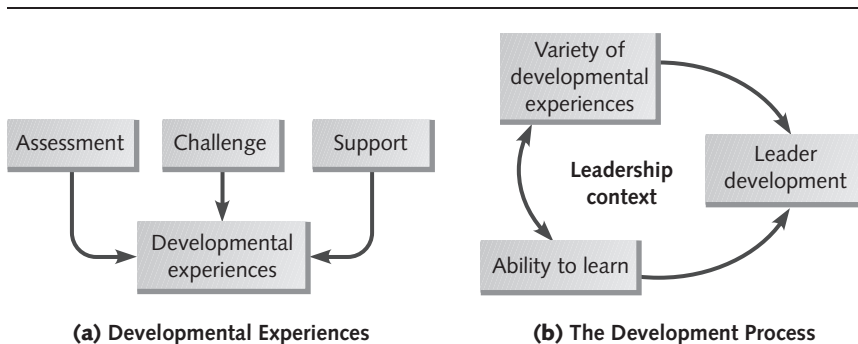 Assessment
Challenge
Support
Developmental
experiences
(a) Developmental Experiences
Variety of
developmental
experiences
Leadership
context
Leader
development
Ability to learn
(b) The Development Process